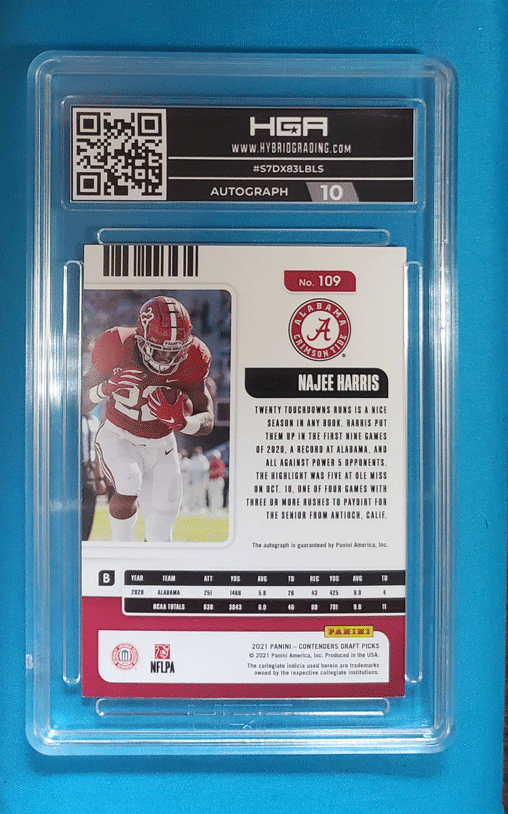 HGA
WWW.HYBRIDGRADING.COM
#S7DX83LBLS
AUTOGRAPH 10
No. 109
ALABAMA
A
CRIMSON TIDE
NAJEE HARRIS
TWENTY TOUCHDOWNS RUNS IS A NICE
SEASON IN ANY BOOK. HARRIS PUT
THEM UP IN THE FIRST NINE GAMES
OF 2020, A RECORD AT ALABAMA, AND
ALL AGAINST POWER 5 OPPONENTS.
THE HIGHLIGHT WAS FIVE AT OLE MISS
ON OCT. 10, ONE OF FOUR GAMES WITH
THREE OR MORE RUSHES TO PAYDIRT FOR
THE SENIOR FROM ANTIOCH, CALIF.
The autograph is guaranteed by Panini America, Inc.
B
YEAR TEAM ATT YDS AVG TD REC YDS AVG TD
2020 ALABAMA 251 1466 5.8 26 43 425 9.9 4
NCAA TOTALS 638 3843 6.0 46 80 781 9.8 11
PANINI
NFLPA
2021 PANINI – CONTENDERS DRAFT PICKS
© 2021 Panini America, Inc. Produced in the USA.
The collegiate indicia used herein are trademarks
owned by the respective collegiate institutions.